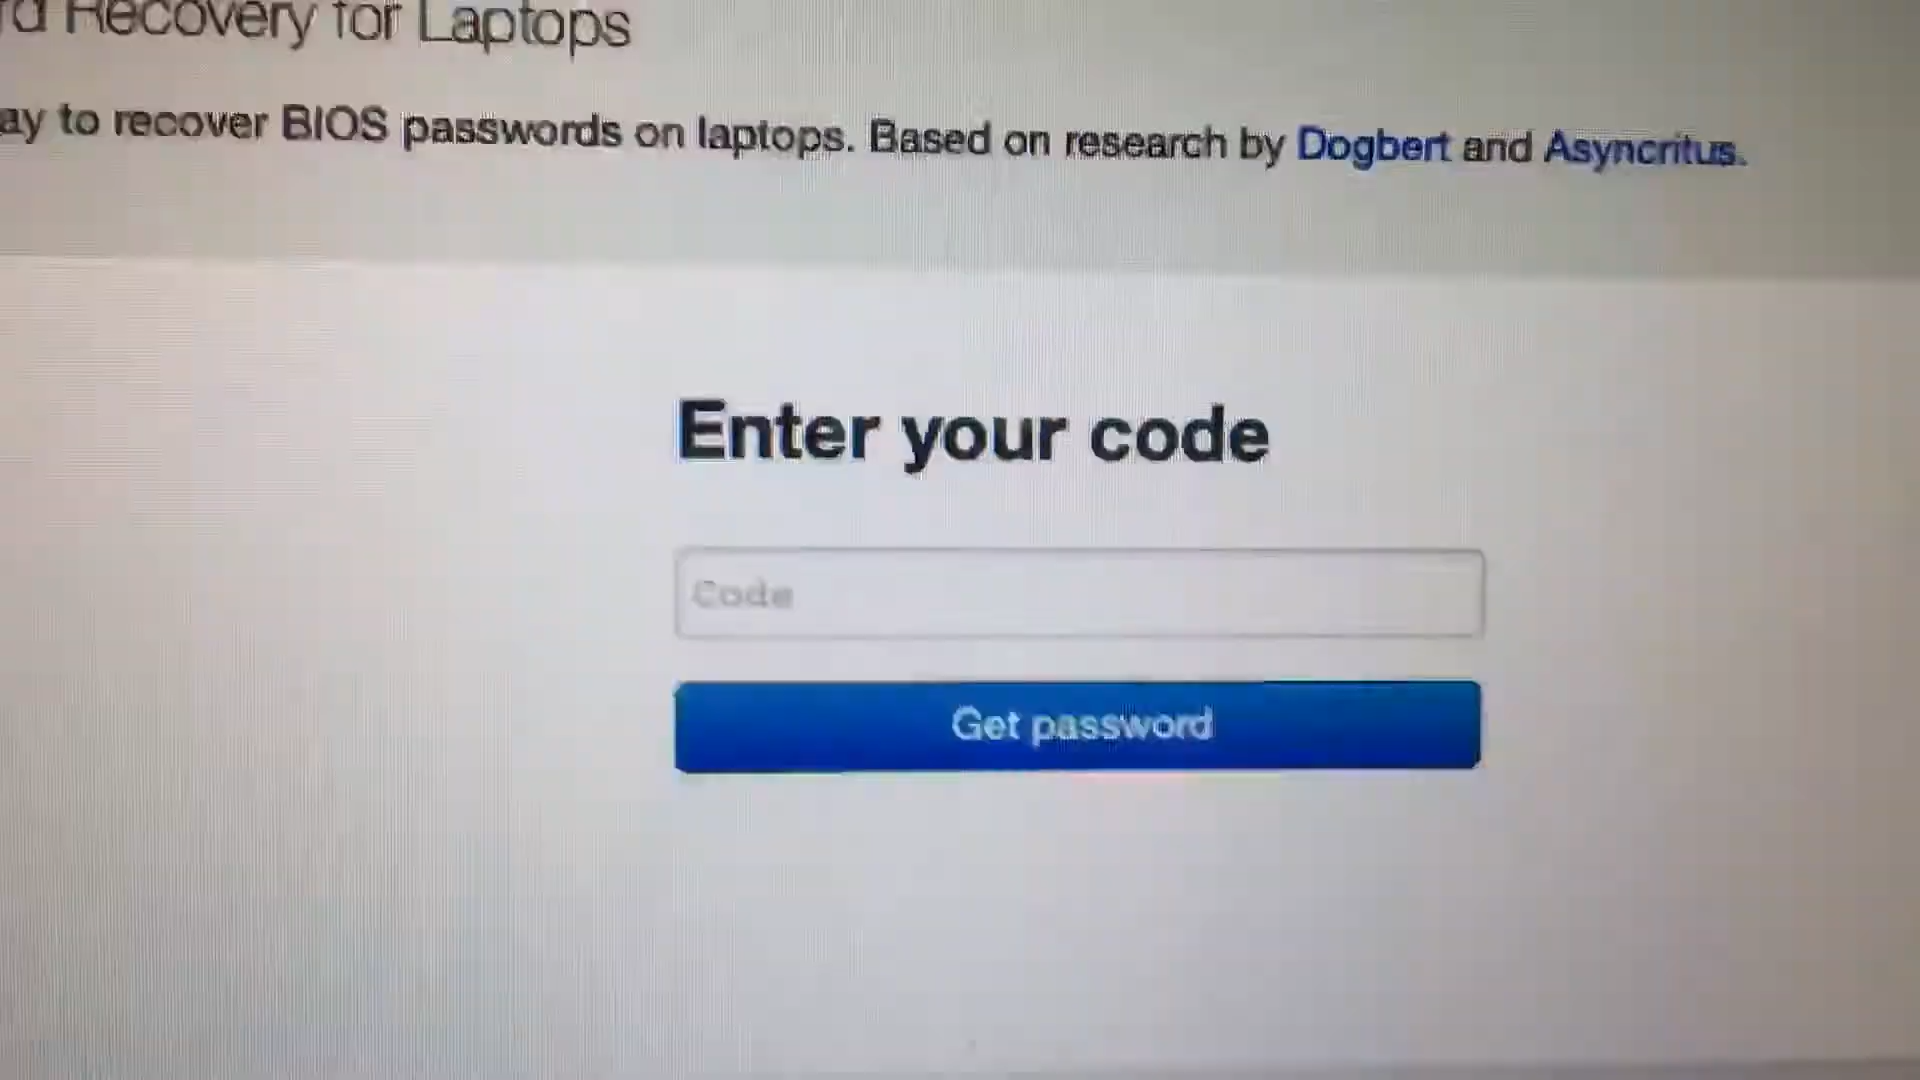 Recovery for Laptops
to recover BIOS passwords on laptops. Based on research by Dogbert and Asyncritus.
Enter your code
Code
Get password